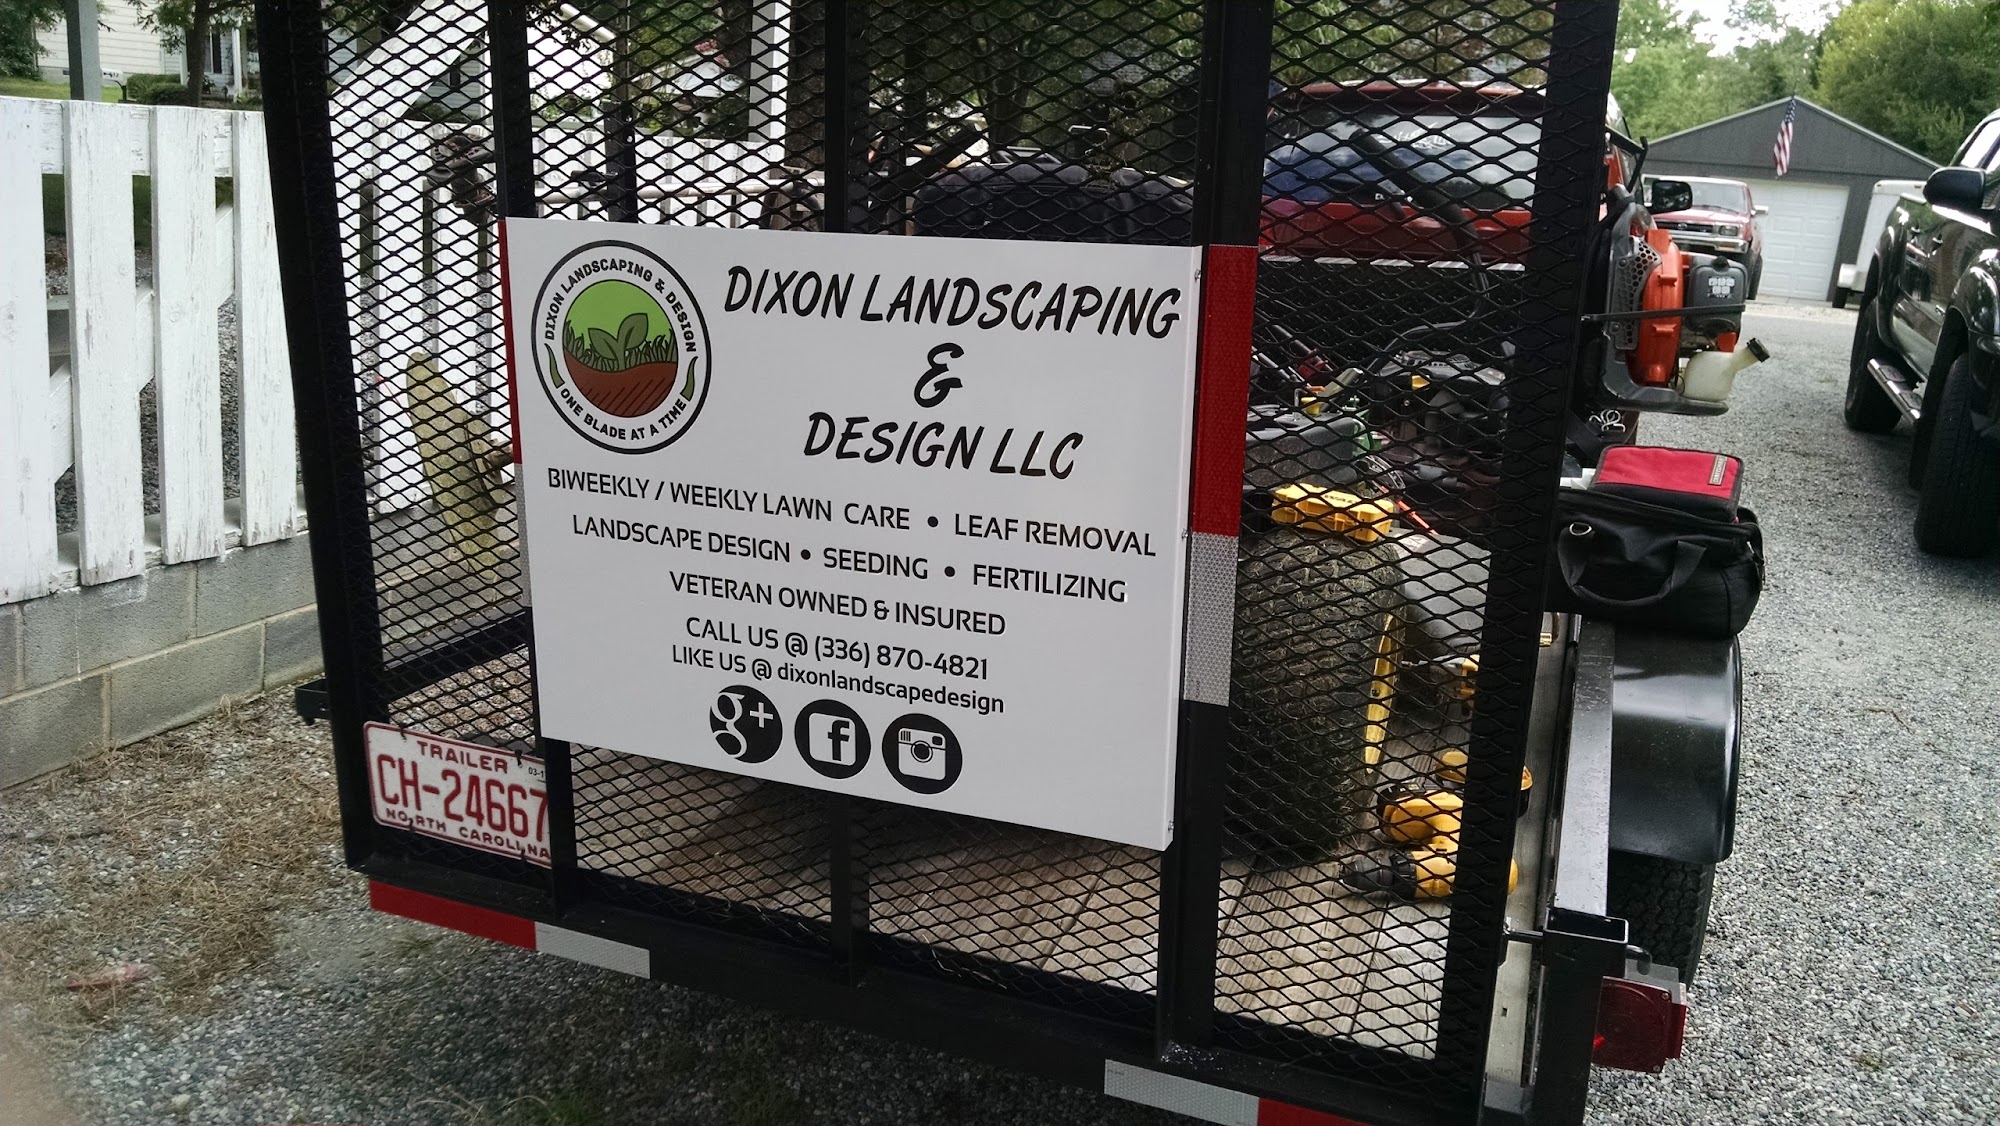 DIXON LANDSCAPING & DESIGN
ONE BLADE AT A TIME
DIXON LANDSCAPING
&
DESIGN LLC
BIWEEKLY / WEEKLY LAWN CARE • LEAF REMOVAL
LANDSCAPE DESIGN • SEEDING • FERTILIZING
VETERAN OWNED & INSURED
CALL US @ (336) 870-4821
LIKE US @ dixonlandscapedesign
g+ f
TRAILER
CH-24667
NORTH CAROLINA